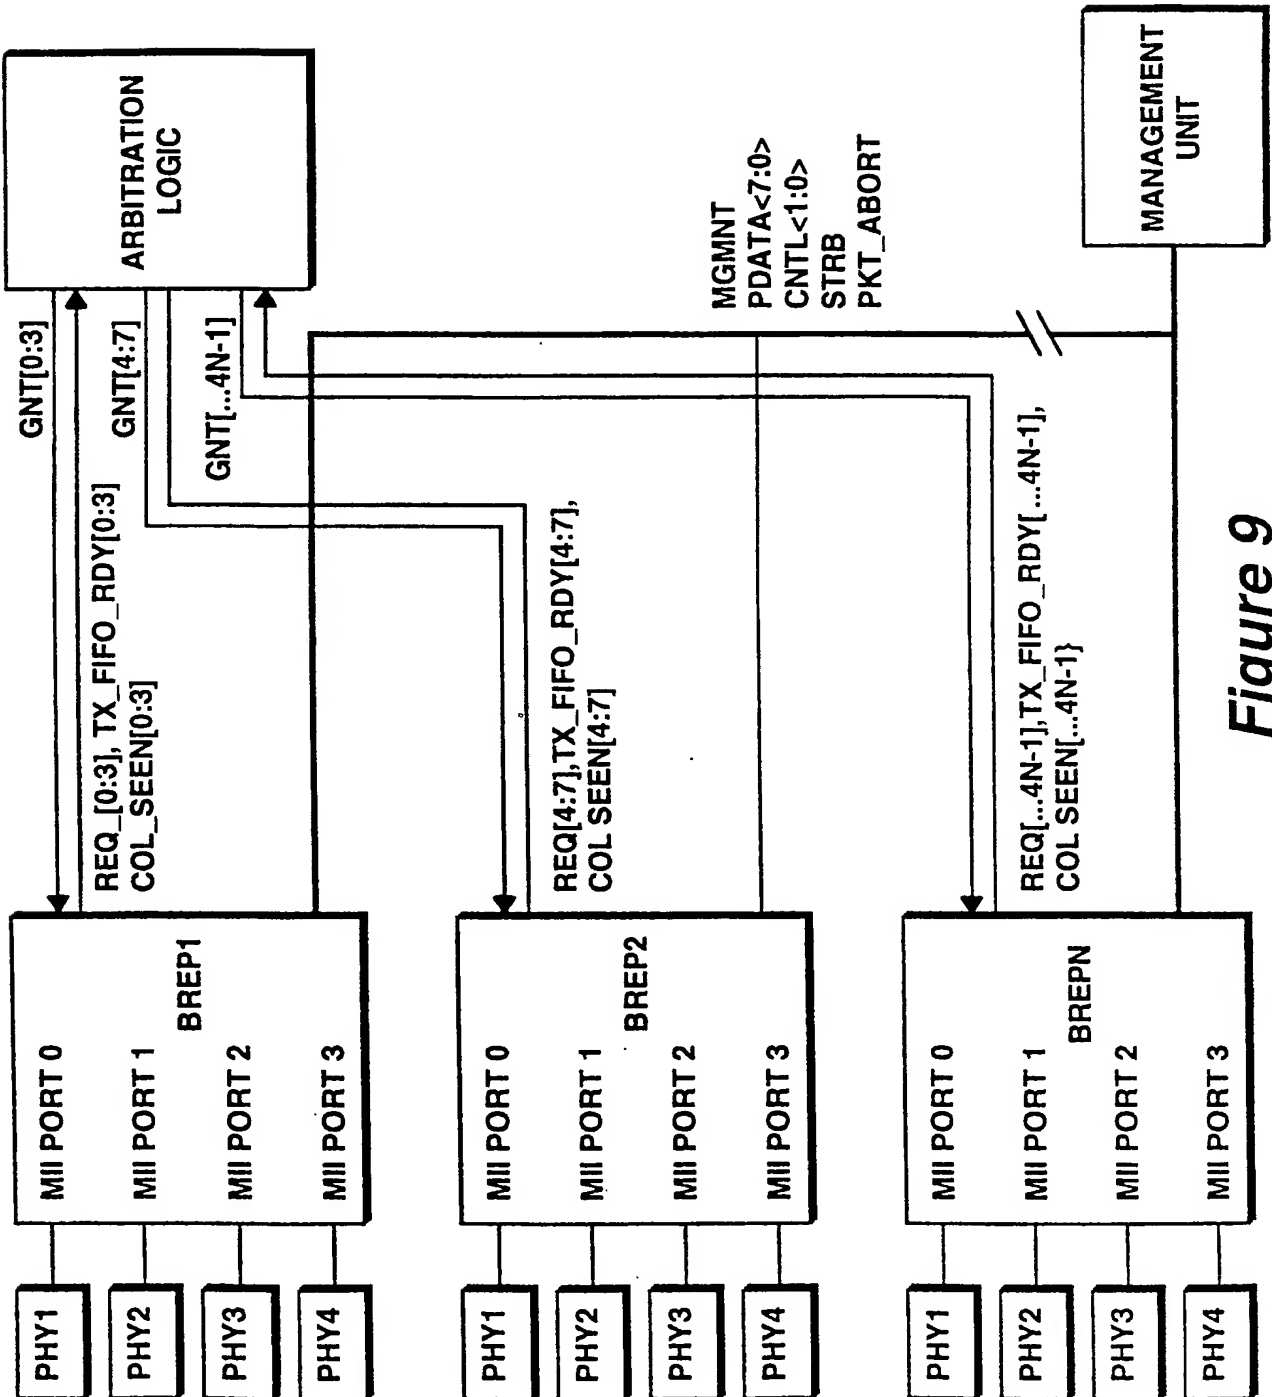 ARBITRATION
LOGIC
GNT[0:3]
GNT[4:7]
GNT[...4N-1]
REQ_[0:3], TX_FIFO_RDY[0:3]
COL_SEEN[0:3]
REQ[4:7],TX_FIFO_RDY[4:7],
COL SEEN[4:7]
REQ[...4N-1],TX_FIFO_RDY[...4N-1],
COL SEEN[...4N-1}
MGMNT
PDATA<7:0>
CNTL<1:0>
STRB
PKT_ABORT
MANAGEMENT
UNIT
BREP1
MII PORT 0
MII PORT 1
MII PORT 2
MII PORT 3
PHY1
PHY2
PHY3
PHY4
BREP2
MII PORT 0
MII PORT 1
MII PORT 2
MII PORT 3
PHY1
PHY2
PHY3
PHY4
BREPN
MII PORT 0
MII PORT 1
MII PORT 2
MII PORT 3
PHY1
PHY2
PHY3
PHY4
Figure 9